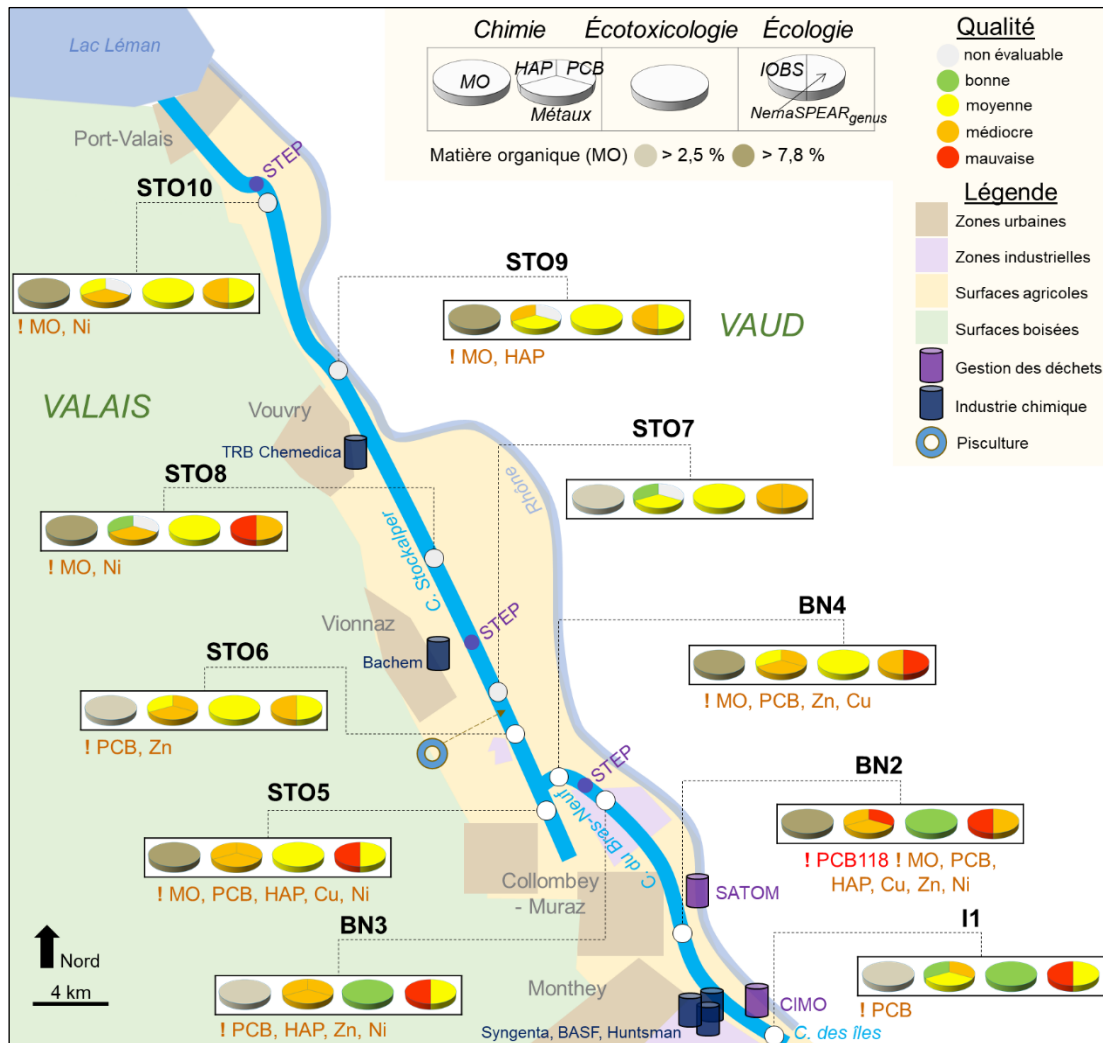 Lac Léman
Chimie
Écotoxicologie
Écologie
MO
HAP
PCB
Métaux
IOBS
NemaSPEARgenus
Matière organique (MO)
> 2,5 %
> 7,8 %
Qualité
non évaluable
bonne
moyenne
médiocre
mauvaise
Légende
Zones urbaines
Zones industrielles
Surfaces agricoles
Surfaces boisées
Gestion des déchets
Industrie chimique
Pisculture
Port-Valais
STEP
STO10
! MO, Ni
STO9
! MO, HAP
VAUD
VALAIS
Vouvry
TRB Chemedica
Rhône
STO7
STO8
! MO, Ni
C. Stockalper
Vionnaz
Bachem
STEP
BN4
! MO, PCB, Zn, Cu
STO6
! PCB, Zn
STEP
BN2
! PCB118 ! MO, PCB,
HAP, Cu, Zn, Ni
STO5
! MO, PCB, HAP, Cu, Ni
C. du Bras-Neuf
Collombey
- Muraz
SATOM
BN3
! PCB, HAP, Zn, Ni
I1
! PCB
Monthey
CIMO
Syngenta, BASF, Huntsman
C. des îles
Nord
4 km